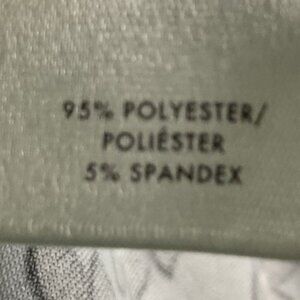 95% POLYESTER/
POLIÉSTER
5% SPANDEX